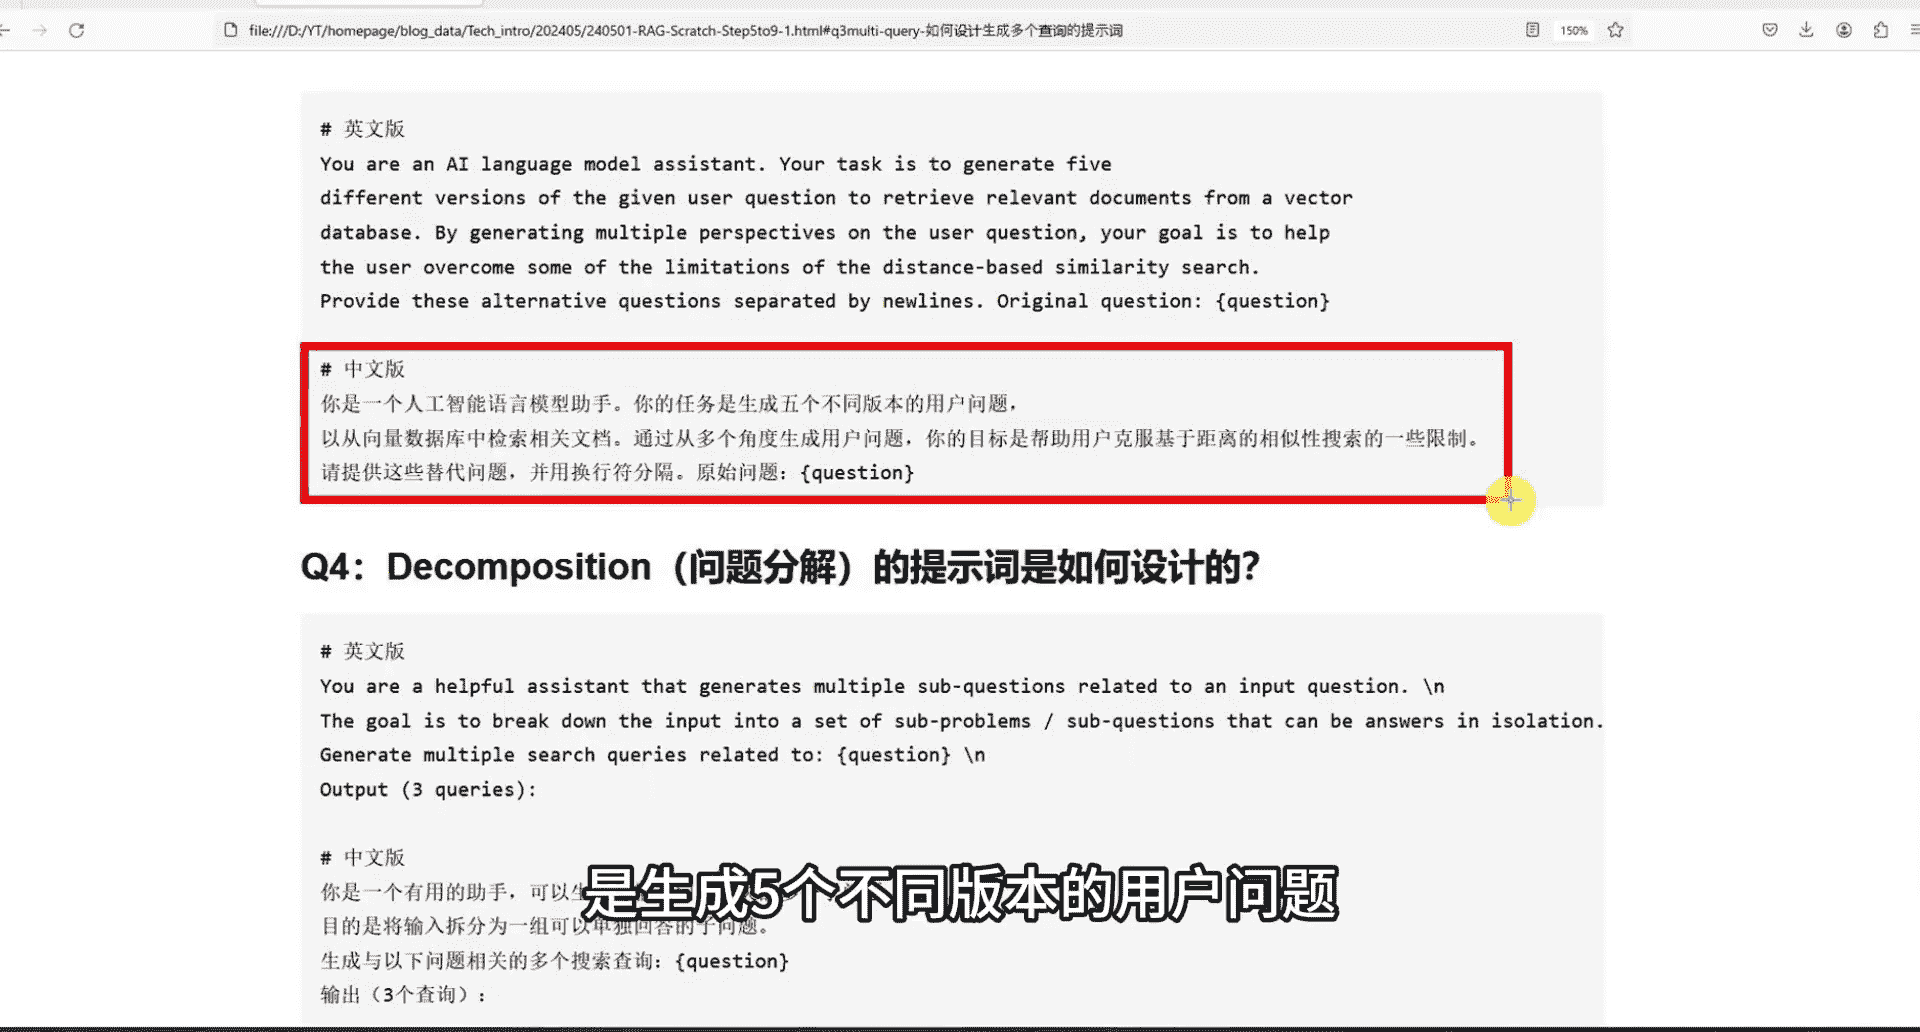 file:///D:/YT/homepage/blog_data/Tech_intro/202405/240501-RAG-Scratch-Step5to9-1.html#q3multi-query-如何设计生成多个查询的提示词
150%
# 英文版
You are an AI language model assistant. Your task is to generate five
different versions of the given user question to retrieve relevant documents from a vector
database. By generating multiple perspectives on the user question, your goal is to help
the user overcome some of the limitations of the distance-based similarity search.
Provide these alternative questions separated by newlines. Original question: {question}
# 中文版
你是一个人工智能语言模型助手。你的任务是生成五个不同版本的用户问题，
以从向量数据库中检索相关文档。通过从多个角度生成用户问题，你的目标是帮助用户克服基于距离的相似性搜索的一些限制。
请提供这些替代问题，并用换行符分隔。原始问题：{question}
Q4：Decomposition（问题分解）的提示词是如何设计的？
# 英文版
You are a helpful assistant that generates multiple sub-questions related to an input question. \n
The goal is to break down the input into a set of sub-problems / sub-questions that can be answers in isolation.
Generate multiple search queries related to: {question} \n
Output (3 queries):
# 中文版
你是一个有用的助手，可以生
是生成5个不同版本的用户问题
目的是将输入拆分为一组可以单独回答的子问题。
生成与以下问题相关的多个搜索查询：{question}
输出（3个查询）：